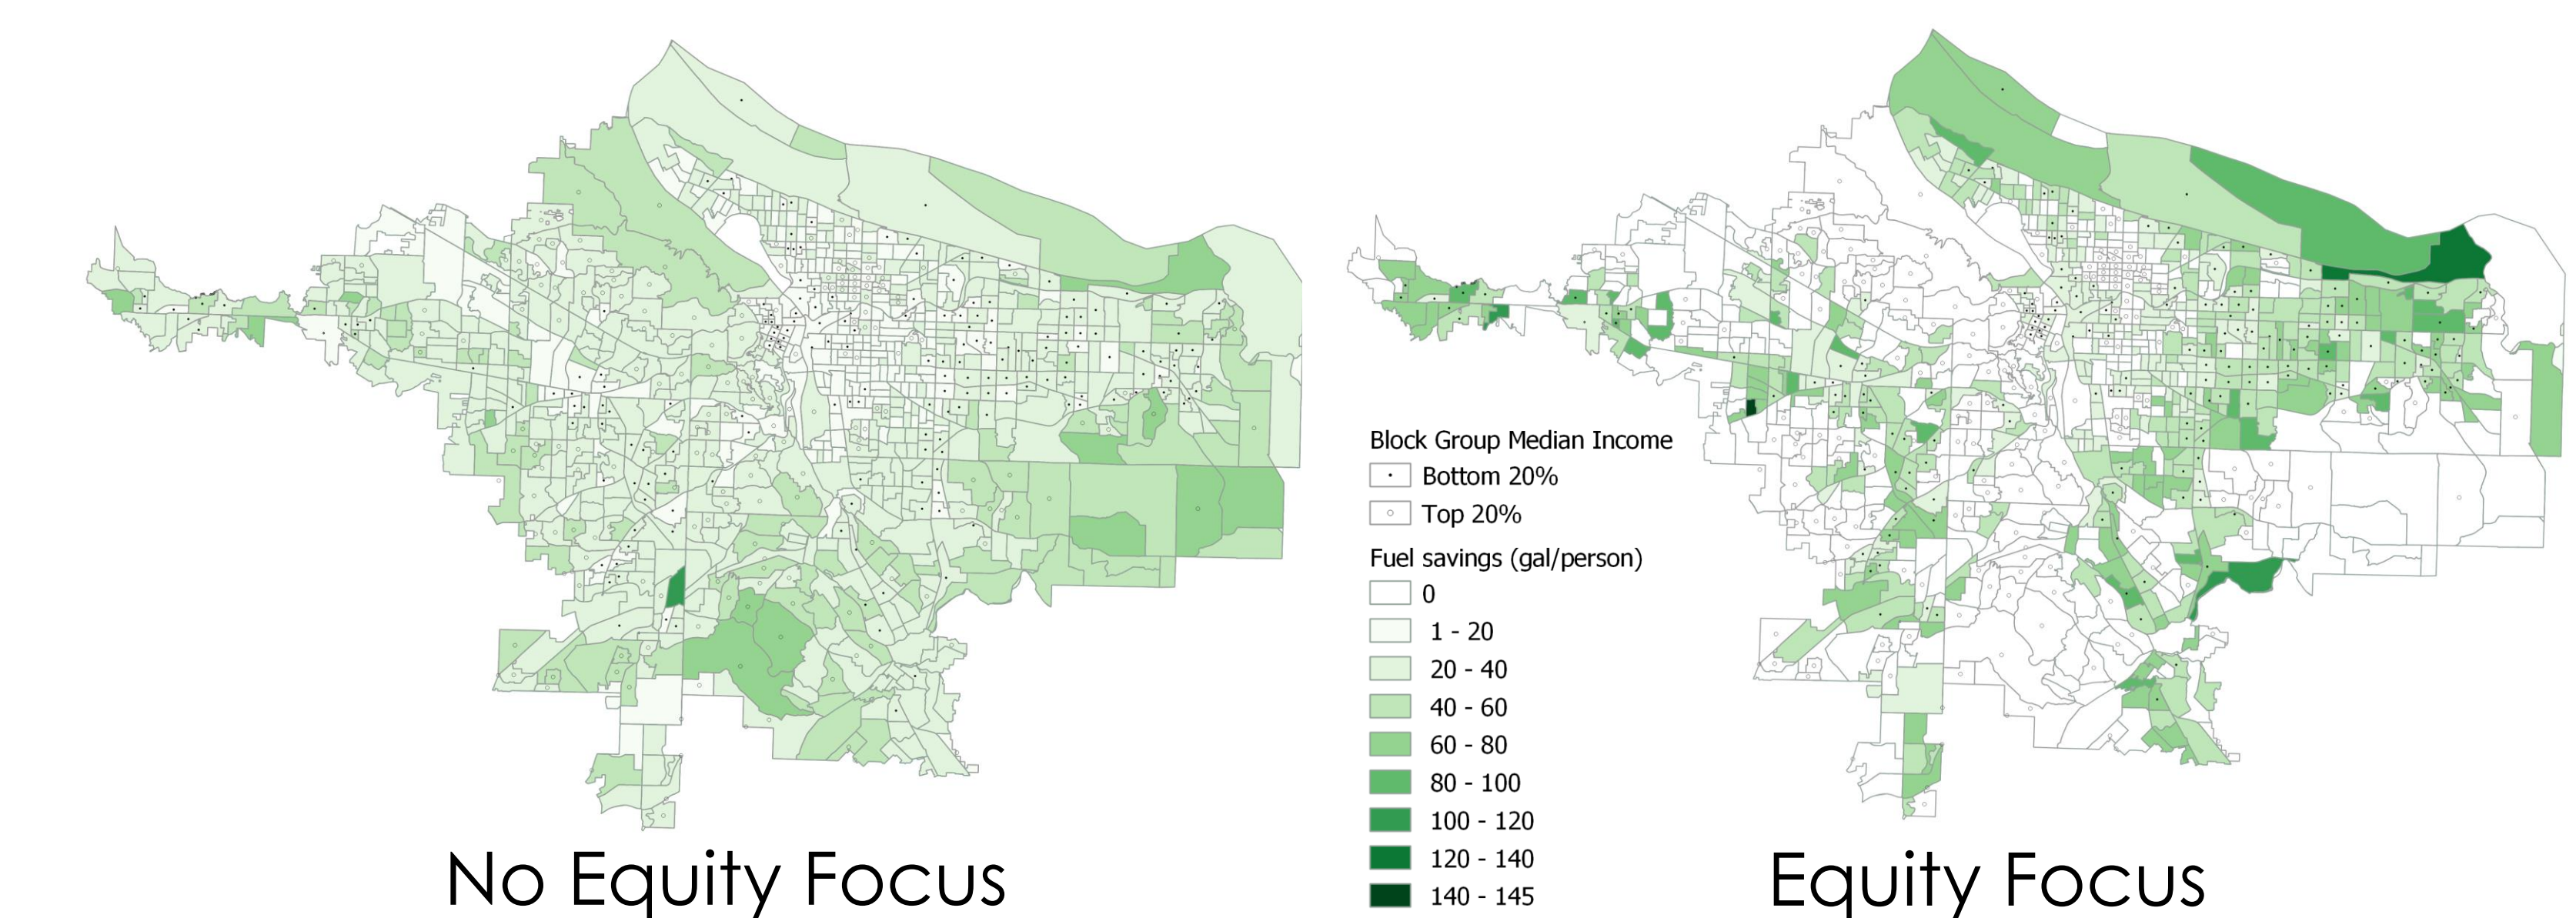 Block Group Median Income
Bottom 20%
Top 20%
Fuel savings (gal/person)
0
1 - 20
20 - 40
40 - 60
60 - 80
80 - 100
100 - 120
120 - 140
140 - 145
No Equity Focus
Equity Focus